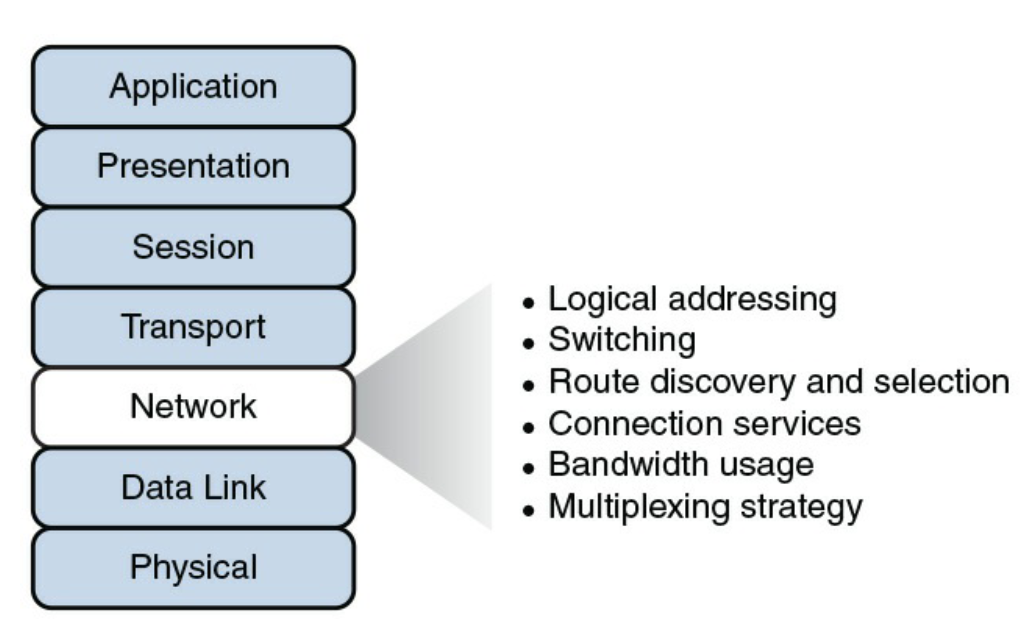 Application
Presentation
Session
Transport
Network
Data Link
Physical
• Logical addressing
• Switching
• Route discovery and selection
• Connection services
• Bandwidth usage
• Multiplexing strategy